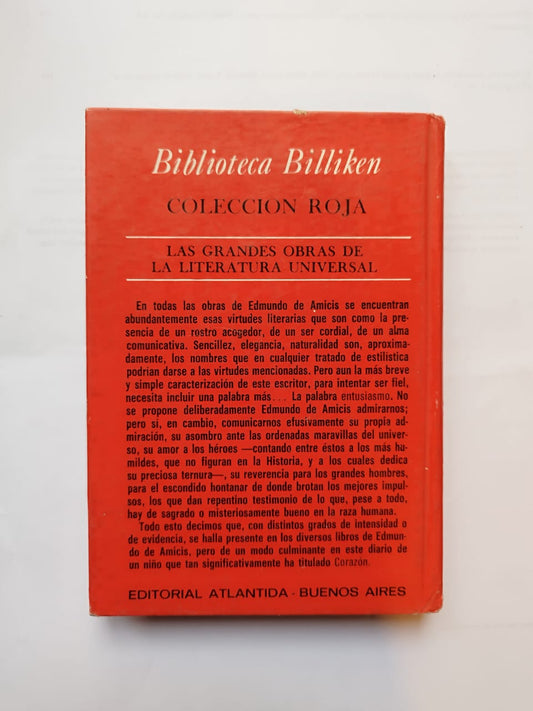 Biblioteca Billiken
COLECCION ROJA
LAS GRANDES OBRAS DE
LA LITERATURA UNIVERSAL
En todas las obras de Edmundo de Amicis se encuentran
abundantemente esas virtudes literarias que son como la pre-
sencia de un rostro acogedor, de un ser cordial, de un alma
comunicativa. Sencillez, elegancia, naturalidad son, aproxima-
damente, los nombres que en cualquier tratado de estilística
podrían darse a las virtudes mencionadas. Pero aun la más breve
y simple caracterización de este escritor, para intentar ser fiel,
necesita incluir una palabra más... La palabra entusiasmo. No
se propone deliberadamente Edmundo de Amicis admirarnos;
pero sí, en cambio, comunicarnos efusivamente su propia ad-
miración, su asombro ante las ordenadas maravillas del univer-
so, su amor a los héroes —contando entre éstos a los más hu-
mildes, que no figuran en la Historia, y a los cuales dedica
su preciosa ternura—, su reverencia para los grandes hombres,
para el escondido hontanar de donde brotan los mejores impul-
sos, los que dan repentino testimonio de lo que, pese a todo,
hay de sagrado o misteriosamente bueno en la raza humana.
Todo esto decimos que, con distintos grados de intensidad o
de evidencia, se halla presente en los diversos libros de Edmun-
do de Amicis, pero de un modo culminante en este diario de
un niño que tan significativamente ha titulado Corazón.
EDITORIAL ATLANTIDA - BUENOS AIRES